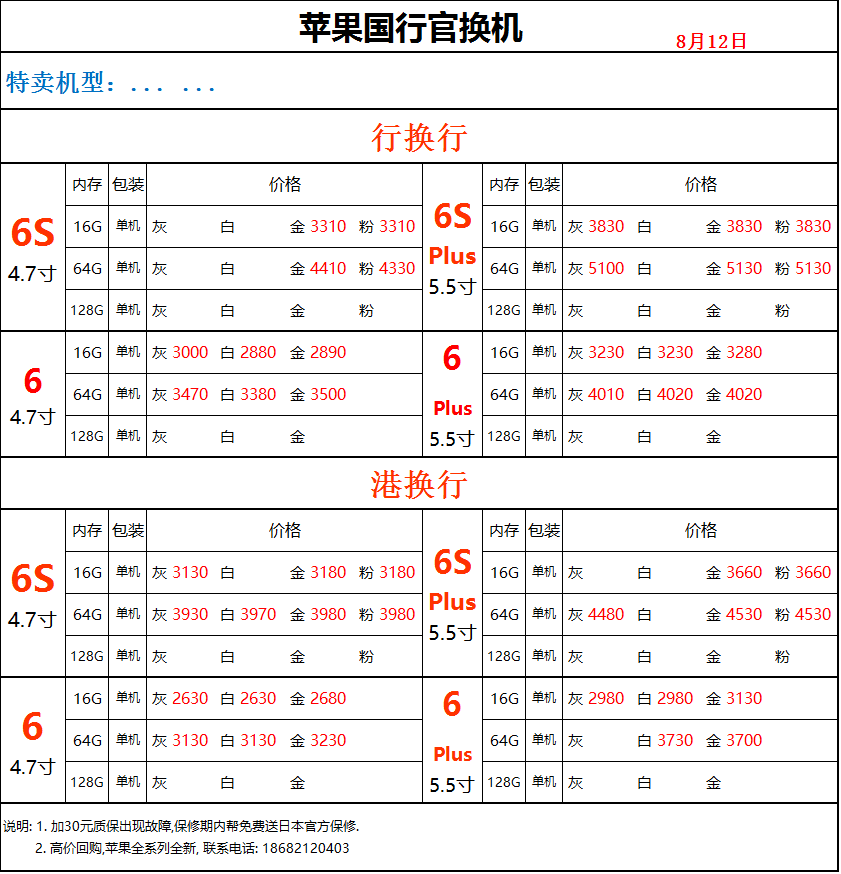 苹果国行官换机
8月12日
特卖机型：... ...
行换行
6S 4.7寸
内存 包装 价格
16G 单机 灰 白 金 3310 粉 3310
64G 单机 灰 白 金 4410 粉 4330
128G 单机 灰 白 金 粉
6S Plus 5.5寸
内存 包装 价格
16G 单机 灰 3830 白 金 3830 粉 3830
64G 单机 灰 5100 白 金 5130 粉 5130
128G 单机 灰 白 金 粉
6 4.7寸
16G 单机 灰 3000 白 2880 金 2890
64G 单机 灰 3470 白 3380 金 3500
128G 单机 灰 白 金
6 Plus 5.5寸
16G 单机 灰 3230 白 3230 金 3280
64G 单机 灰 4010 白 4020 金 4020
128G 单机 灰 白 金
港换行
6S 4.7寸
内存 包装 价格
16G 单机 灰 3130 白 金 3180 粉 3180
64G 单机 灰 3930 白 3970 金 3980 粉 3980
128G 单机 灰 白 金 粉
6S Plus 5.5寸
内存 包装 价格
16G 单机 灰 白 金 3660 粉 3660
64G 单机 灰 4480 白 金 4530 粉 4530
128G 单机 灰 白 金 粉
6 4.7寸
16G 单机 灰 2630 白 2630 金 2680
64G 单机 灰 3130 白 3130 金 3230
128G 单机 灰 白 金
6 Plus 5.5寸
16G 单机 灰 2980 白 2980 金 3130
64G 单机 灰 白 3730 金 3700
128G 单机 灰 白 金
说明: 1. 加30元质保出现故障,保修期内帮免费送日本官方保修.
2. 高价回购,苹果全系列全新, 联系电话: 18682120403